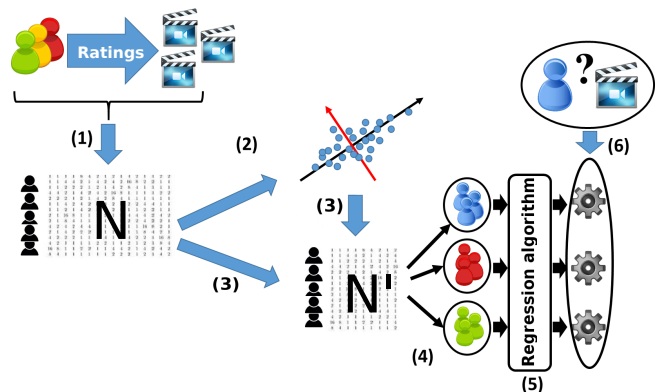 Ratings
?
(1)
(2)
(6)
N
(3)
(3)
N'
Regression algorithm
(4)
(5)